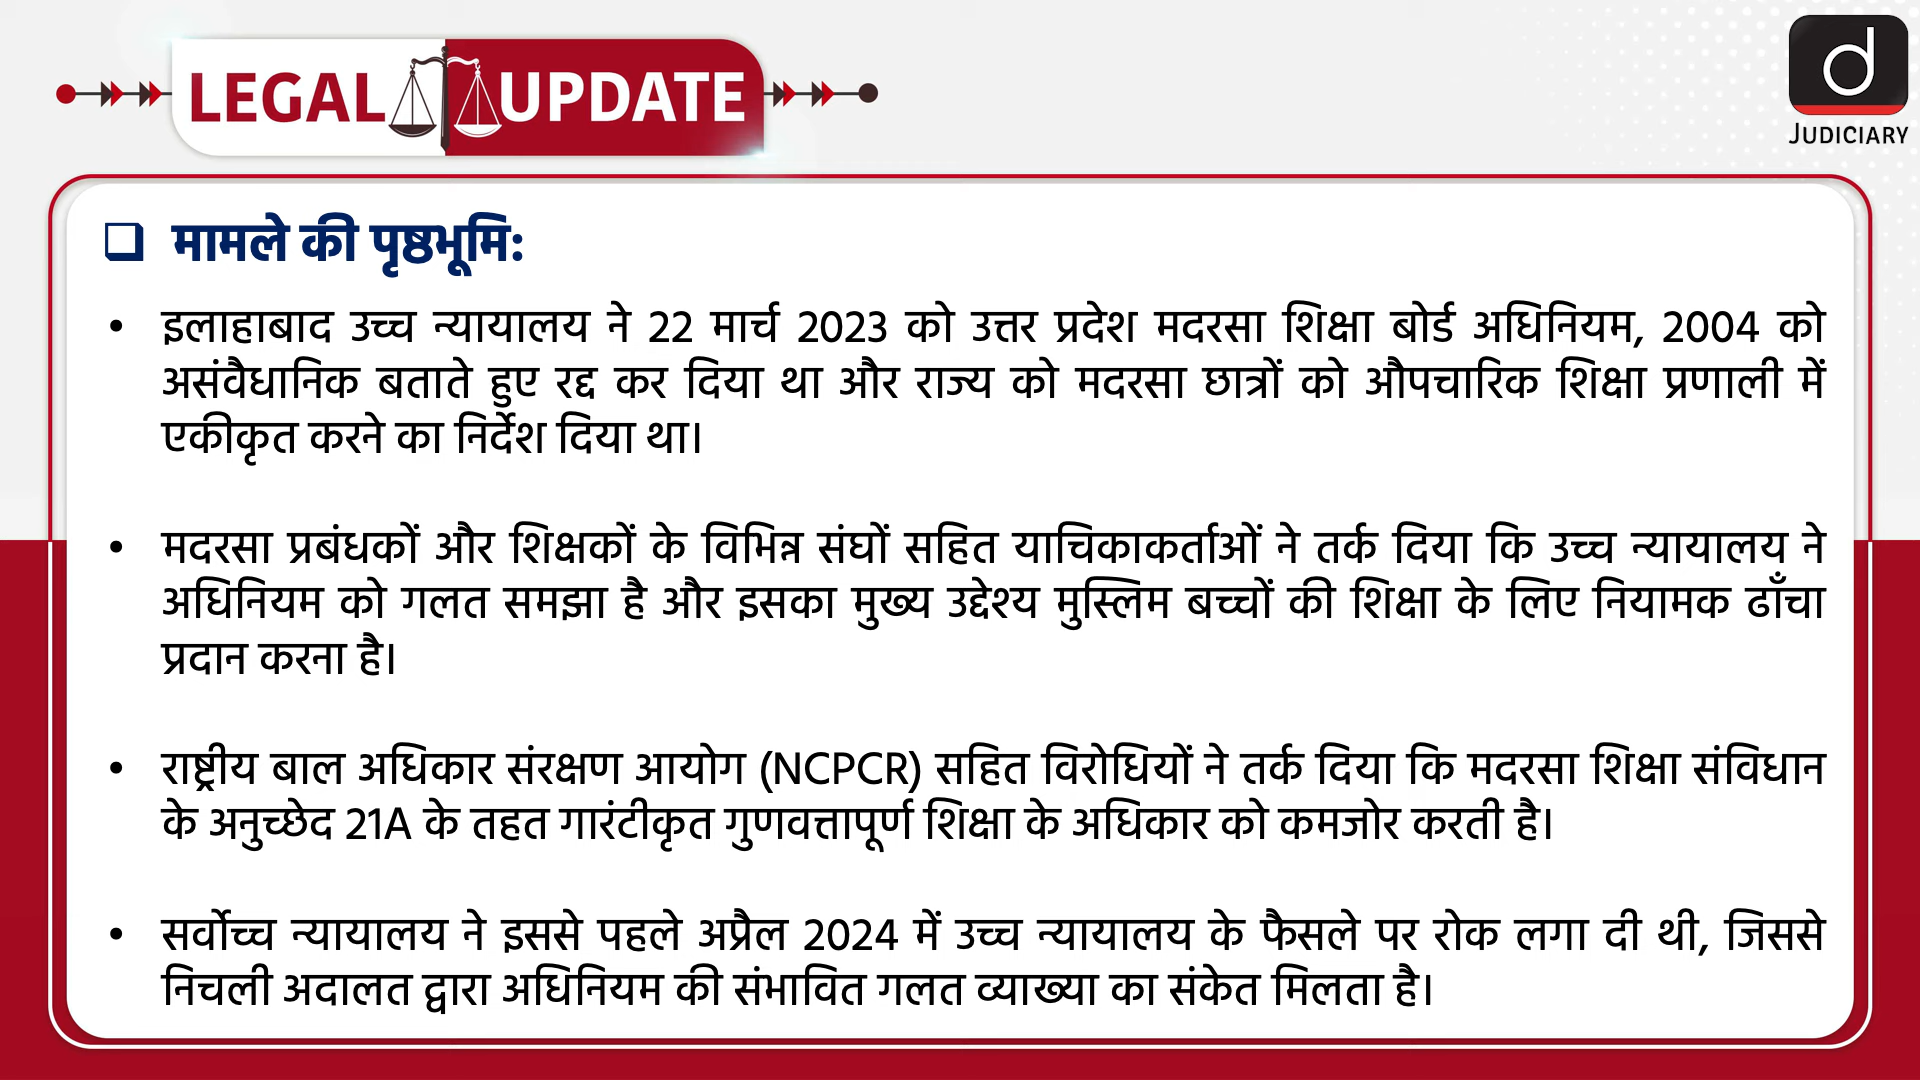 LEGAL UPDATE
d
JUDICIARY
❑ मामले की पृष्ठभूमि:
• इलाहाबाद उच्च न्यायालय ने 22 मार्च 2023 को उत्तर प्रदेश मदरसा शिक्षा बोर्ड अधिनियम, 2004 को
असंवैधानिक बताते हुए रद्द कर दिया था और राज्य को मदरसा छात्रों को औपचारिक शिक्षा प्रणाली में
एकीकृत करने का निर्देश दिया था।
• मदरसा प्रबंधकों और शिक्षकों के विभिन्न संघों सहित याचिकाकर्ताओं ने तर्क दिया कि उच्च न्यायालय ने
अधिनियम को गलत समझा है और इसका मुख्य उद्देश्य मुस्लिम बच्चों की शिक्षा के लिए नियामक ढाँचा
प्रदान करना है।
• राष्ट्रीय बाल अधिकार संरक्षण आयोग (NCPCR) सहित विरोधियों ने तर्क दिया कि मदरसा शिक्षा संविधान
के अनुच्छेद 21A के तहत गारंटीकृत गुणवत्तापूर्ण शिक्षा के अधिकार को कमजोर करती है।
• सर्वोच्च न्यायालय ने इससे पहले अप्रैल 2024 में उच्च न्यायालय के फैसले पर रोक लगा दी थी, जिससे
निचली अदालत द्वारा अधिनियम की संभावित गलत व्याख्या का संकेत मिलता है।